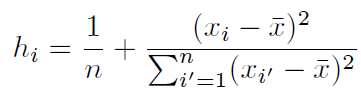 h_i = \frac{1}{n} + \frac{(x_i - \bar{x})^2}{\sum_{i'=1}^{n}(x_{i'} - \bar{x})^2}